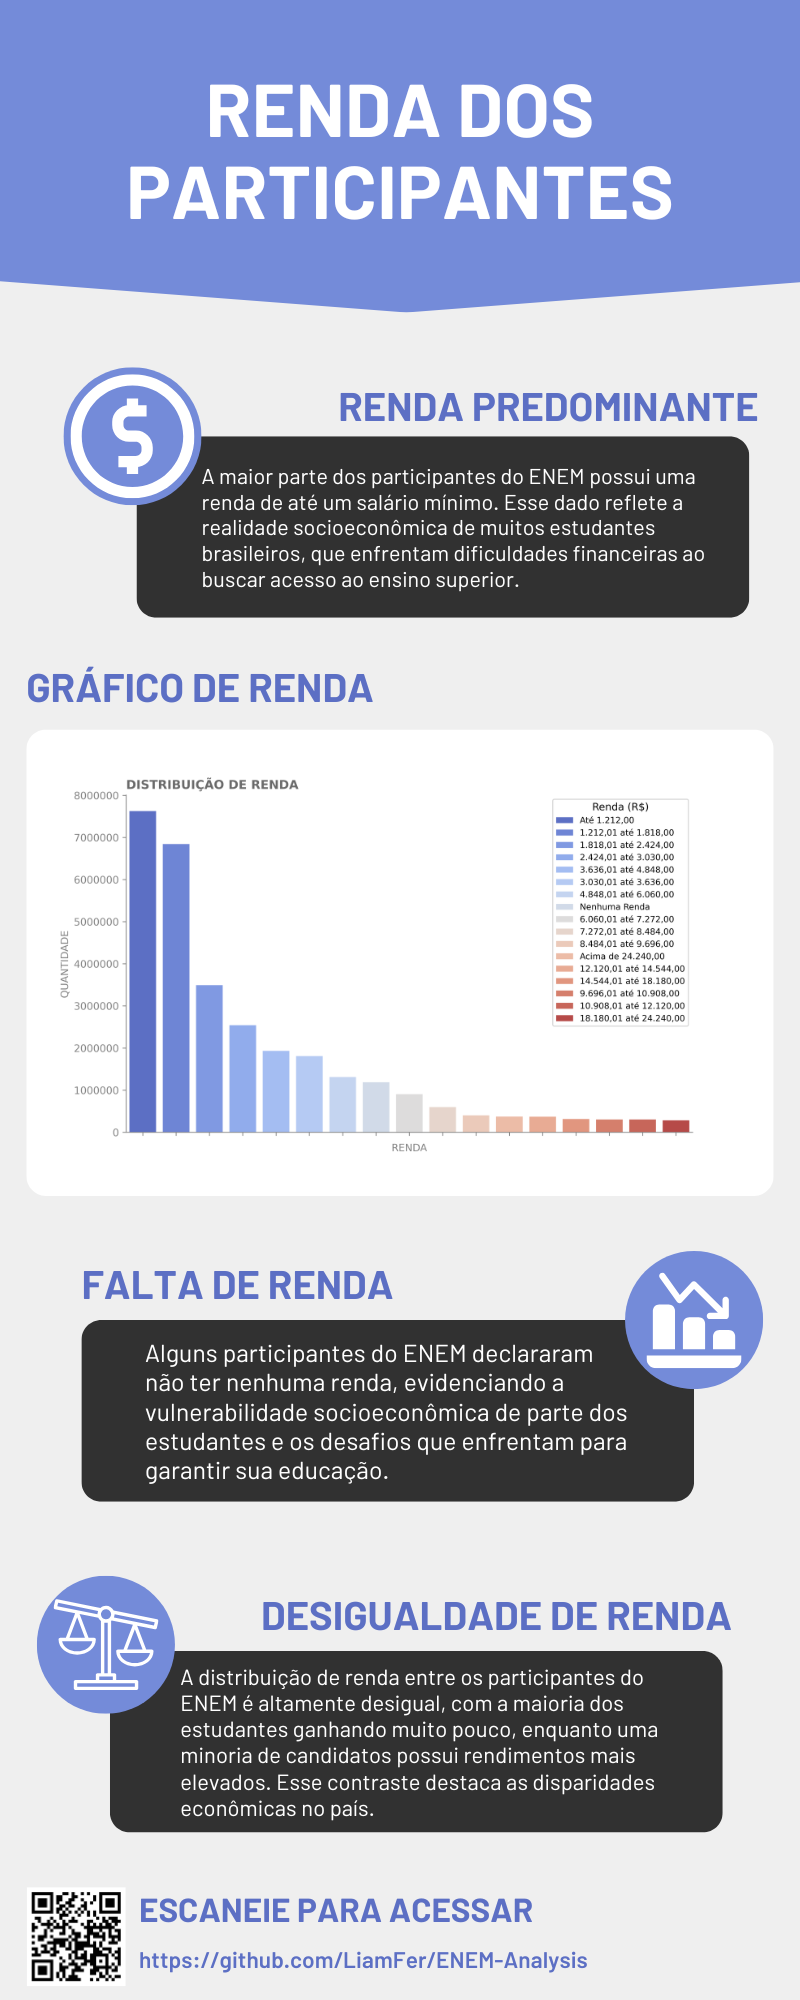 RENDA DOS
PARTICIPANTES
RENDA PREDOMINANTE
A maior parte dos participantes do ENEM possui uma
renda de até um salário mínimo. Esse dado reflete a
realidade socioeconômica de muitos estudantes
brasileiros, que enfrentam dificuldades financeiras ao
buscar acesso ao ensino superior.
GRÁFICO DE RENDA
DISTRIBUIÇÃO DE RENDA
8000000
7000000
6000000
5000000
4000000
3000000
2000000
1000000
0
QUANTIDADE
RENDA
Renda (R$)
Até 1.212,00
1.212,01 até 1.818,00
1.818,01 até 2.424,00
2.424,01 até 3.030,00
3.636,01 até 4.848,00
3.030,01 até 3.636,00
4.848,01 até 6.060,00
Nenhuma Renda
6.060,01 até 7.272,00
7.272,01 até 8.484,00
8.484,01 até 9.696,00
Acima de 24.240,00
12.120,01 até 14.544,00
14.544,01 até 18.180,00
9.696,01 até 10.908,00
10.908,01 até 12.120,00
18.180,01 até 24.240,00
FALTA DE RENDA
Alguns participantes do ENEM declararam
não ter nenhuma renda, evidenciando a
vulnerabilidade socioeconômica de parte dos
estudantes e os desafios que enfrentam para
garantir sua educação.
DESIGUALDADE DE RENDA
A distribuição de renda entre os participantes do
ENEM é altamente desigual, com a maioria dos
estudantes ganhando muito pouco, enquanto uma
minoria de candidatos possui rendimentos mais
elevados. Esse contraste destaca as disparidades
econômicas no país.
ESCANEIE PARA ACESSAR
https://github.com/LiamFer/ENEM-Analysis